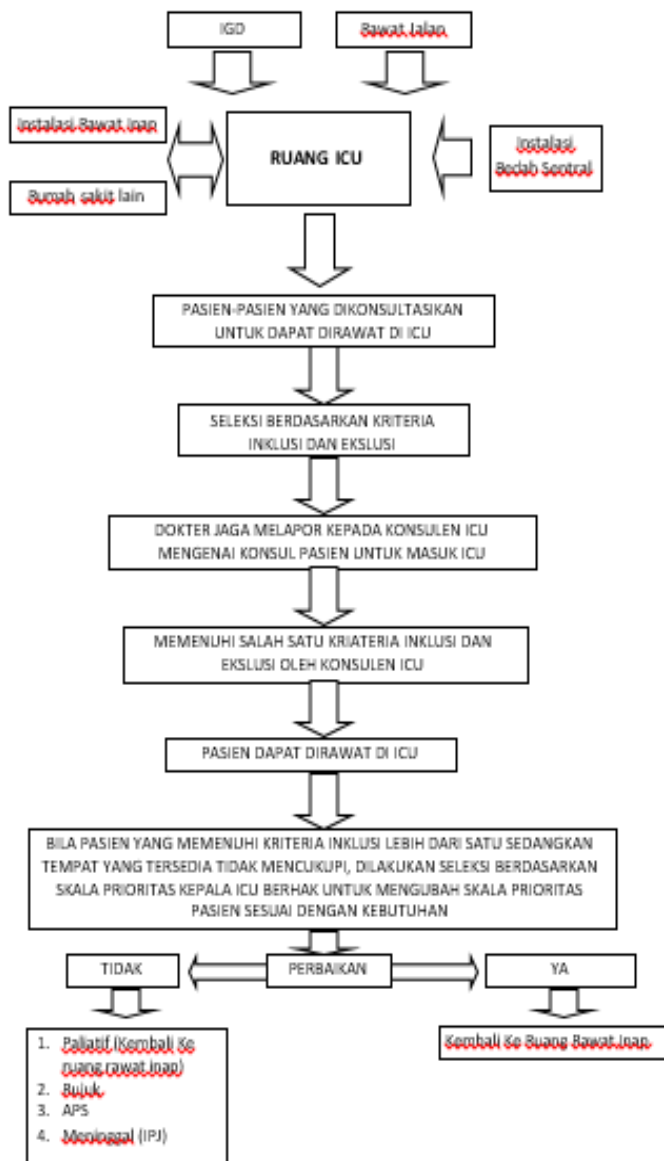 IGD
Rawat Jalan
Instalasi Rawat Inap
RUANG ICU
Instalasi
Bedah Sentral
Rumah sakit lain
PASIEN-PASIEN YANG DIKONSULTASIKAN
UNTUK DAPAT DIRAWAT DI ICU
SELEKSI BERDASARKAN KRITERIA
INKLUSI DAN EKSLUSI
DOKTER JAGA MELAPOR KEPADA KONSULEN ICU
MENGENAI KONSUL PASIEN UNTUK MASUK ICU
MEMENUHI SALAH SATU KRIATERIA INKLUSI DAN
EKSLUSI OLEH KONSULEN ICU
PASIEN DAPAT DIRAWAT DI ICU
BILA PASIEN YANG MEMENUHI KRITERIA INKLUSI LEBIH DARI SATU SEDANGKAN
TEMPAT YANG TERSEDIA TIDAK MENCUKUPI, DILAKUKAN SELEKSI BERDASARKAN
SKALA PRIORITAS KEPALA ICU BERHAK UNTUK MENGUBAH SKALA PRIORITAS
PASIEN SESUAI DENGAN KEBUTUHAN
TIDAK
PERBAIKAN
YA
1. Paliatif (Kembali Ke
ruang rawat inap)
2. Rujuk
3. APS
4. Meninggal (IPJ)
Kembali Ke Ruang Rawat Inap